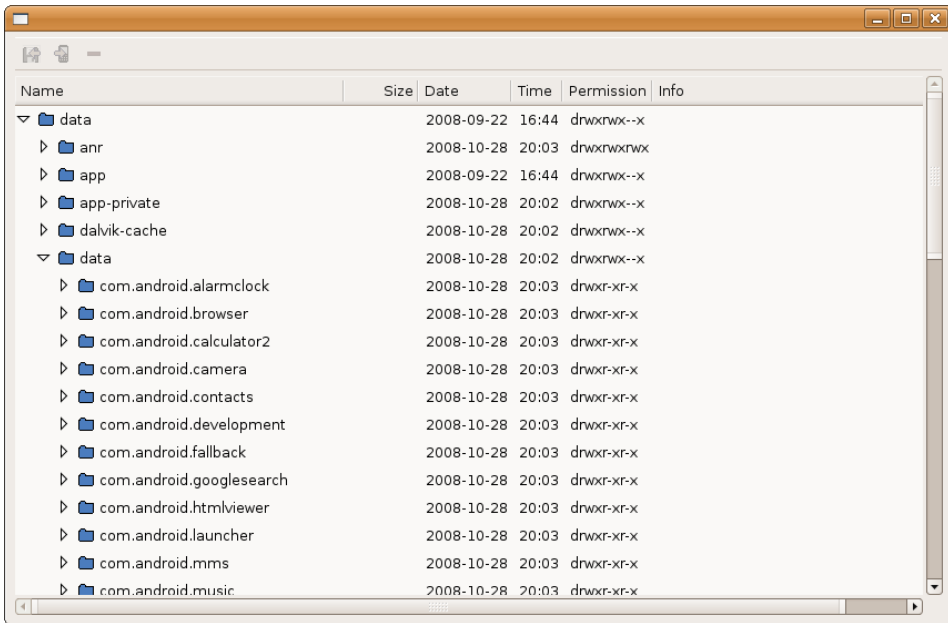 Name Size Date Time Permission Info
data 2008-09-22 16:44 drwxrwx--x
anr 2008-10-28 20:03 drwxrwxrwx
app 2008-09-22 16:44 drwxrwx--x
app-private 2008-10-28 20:02 drwxrwx--x
dalvik-cache 2008-10-28 20:02 drwxrwx--x
data 2008-10-28 20:02 drwxrwx--x
com.android.alarmclock 2008-10-28 20:03 drwxr-xr-x
com.android.browser 2008-10-28 20:03 drwxr-xr-x
com.android.calculator2 2008-10-28 20:03 drwxr-xr-x
com.android.camera 2008-10-28 20:03 drwxr-xr-x
com.android.contacts 2008-10-28 20:03 drwxr-xr-x
com.android.development 2008-10-28 20:03 drwxr-xr-x
com.android.fallback 2008-10-28 20:03 drwxr-xr-x
com.android.googlesearch 2008-10-28 20:03 drwxr-xr-x
com.android.htmlviewer 2008-10-28 20:03 drwxr-xr-x
com.android.launcher 2008-10-28 20:03 drwxr-xr-x
com.android.mms 2008-10-28 20:03 drwxr-xr-x
com.android.music 2008-10-28 20:03 drwxr-xr-x